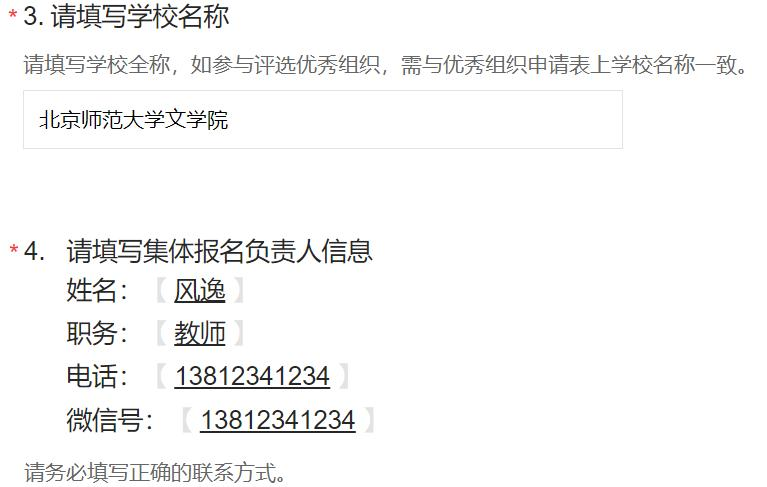 * 3. 请填写学校名称
请填写学校全称，如参与评选优秀组织，需与优秀组织申请表上学校名称一致。
北京师范大学文学院
* 4. 请填写集体报名负责人信息
姓名：【 风逸 】
职务：【 教师 】
电话：【 13812341234 】
微信号：【 13812341234 】
请务必填写正确的联系方式。